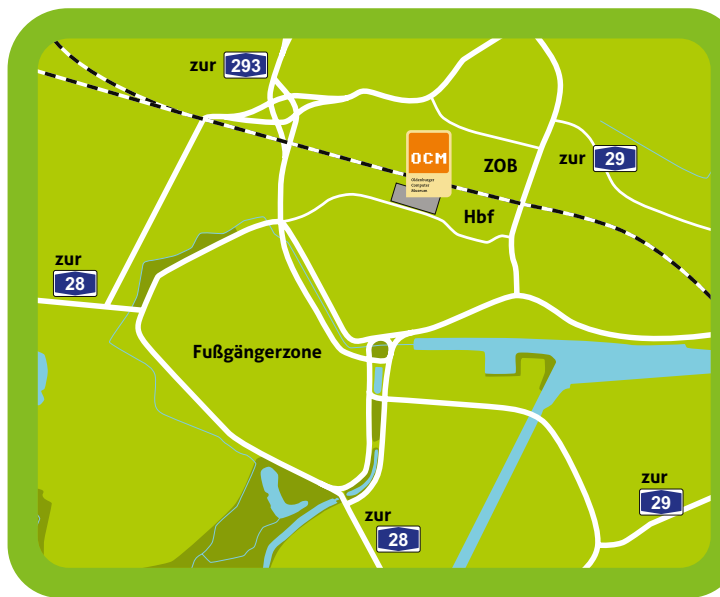 zur 293
OCM
Oldenburger
Computer
Museum
ZOB
zur 29
Hbf
zur
28
Fußgängerzone
zur
29
zur
28